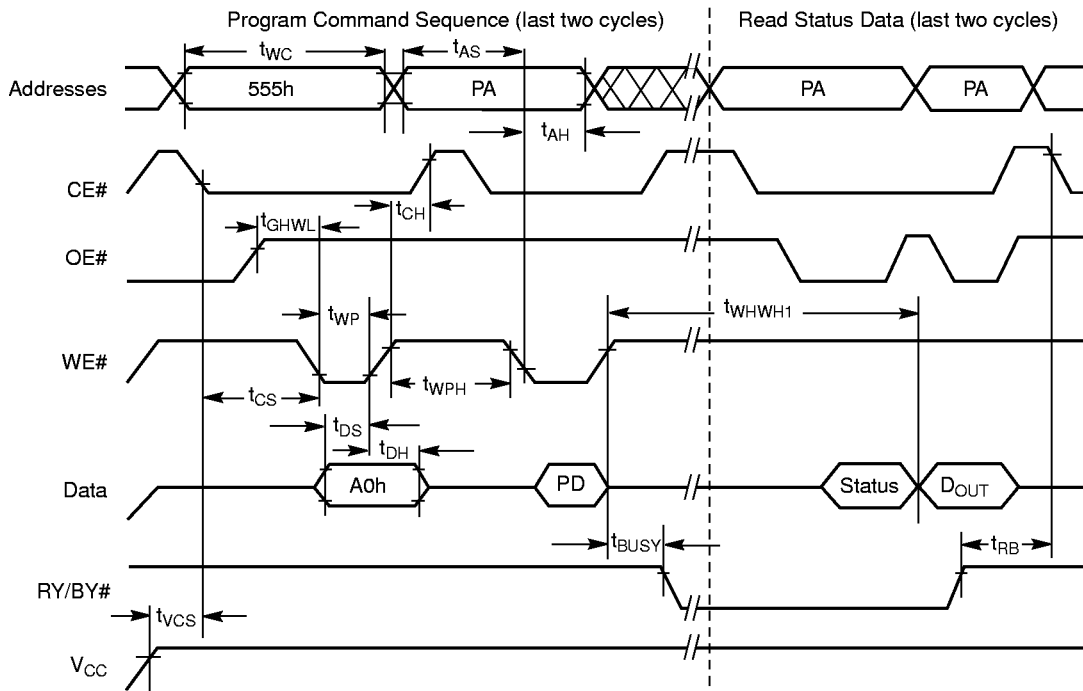 Program Command Sequence (last two cycles) Read Status Data (last two cycles)
tWC tAS
Addresses 555h PA PA PA
tAH
CE#
tCH
tGHWL
OE#
tWP tWHWH1
WE#
tWPH
tCS
tDS
tDH
Data A0h PD Status DOUT
tBUSY tRB
RY/BY#
tVCS
VCC